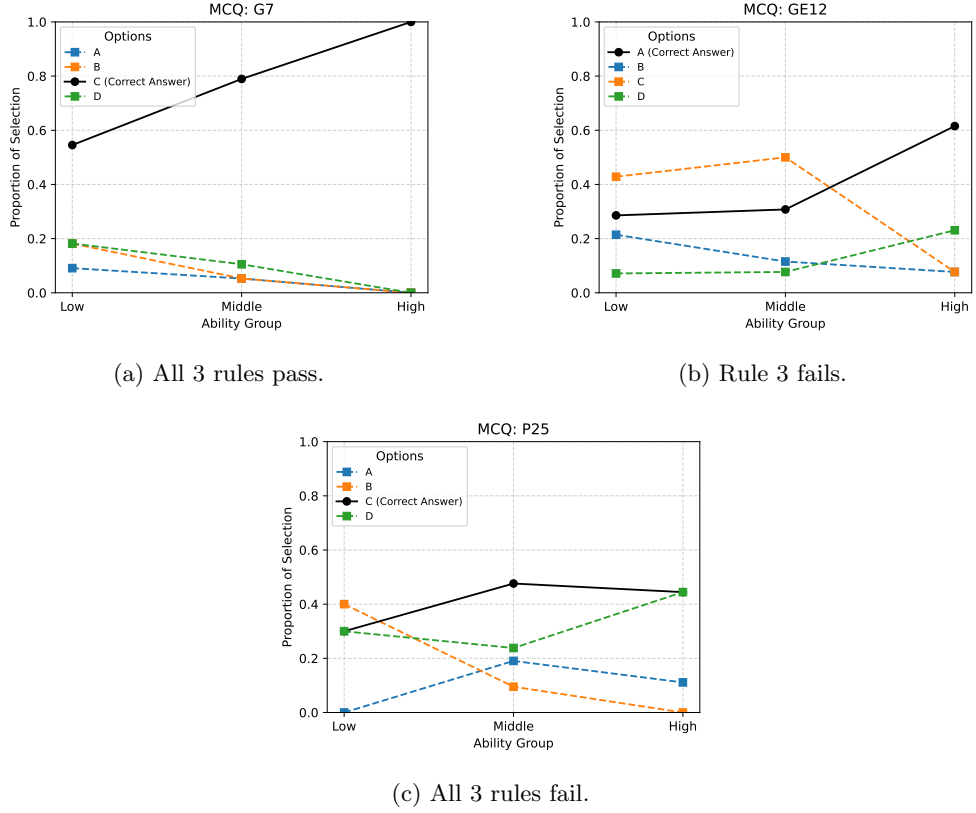 MCQ: G7
Options
A
B
C (Correct Answer)
D
1.0
0.8
0.6
0.4
0.2
0.0
Proportion of Selection
Low Middle High
Ability Group
(a) All 3 rules pass.
MCQ: GE12
Options
A (Correct Answer)
B
C
D
1.0
0.8
0.6
0.4
0.2
0.0
Proportion of Selection
Low Middle High
Ability Group
(b) Rule 3 fails.
MCQ: P25
Options
A
B
C (Correct Answer)
D
1.0
0.8
0.6
0.4
0.2
0.0
Proportion of Selection
Low Middle High
Ability Group
(c) All 3 rules fail.